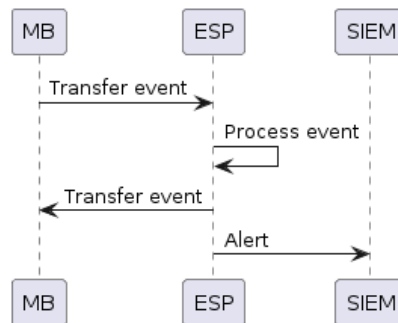 MB ESP SIEM
Transfer event
Process event
Transfer event
Alert
MB ESP SIEM